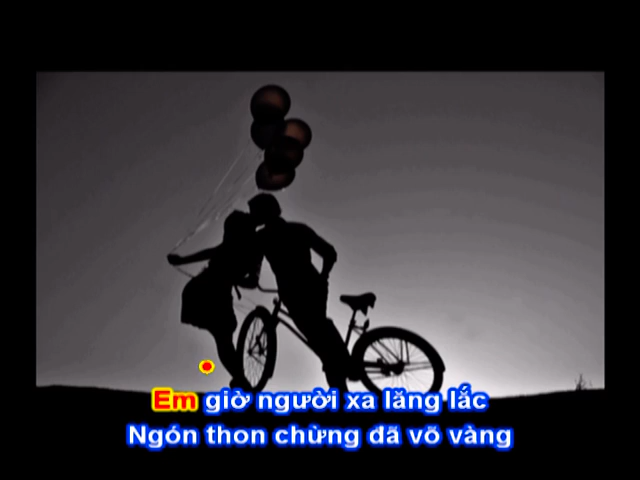 Em giờ người xa lăng lắc
Ngón thon chừng đã võ vàng